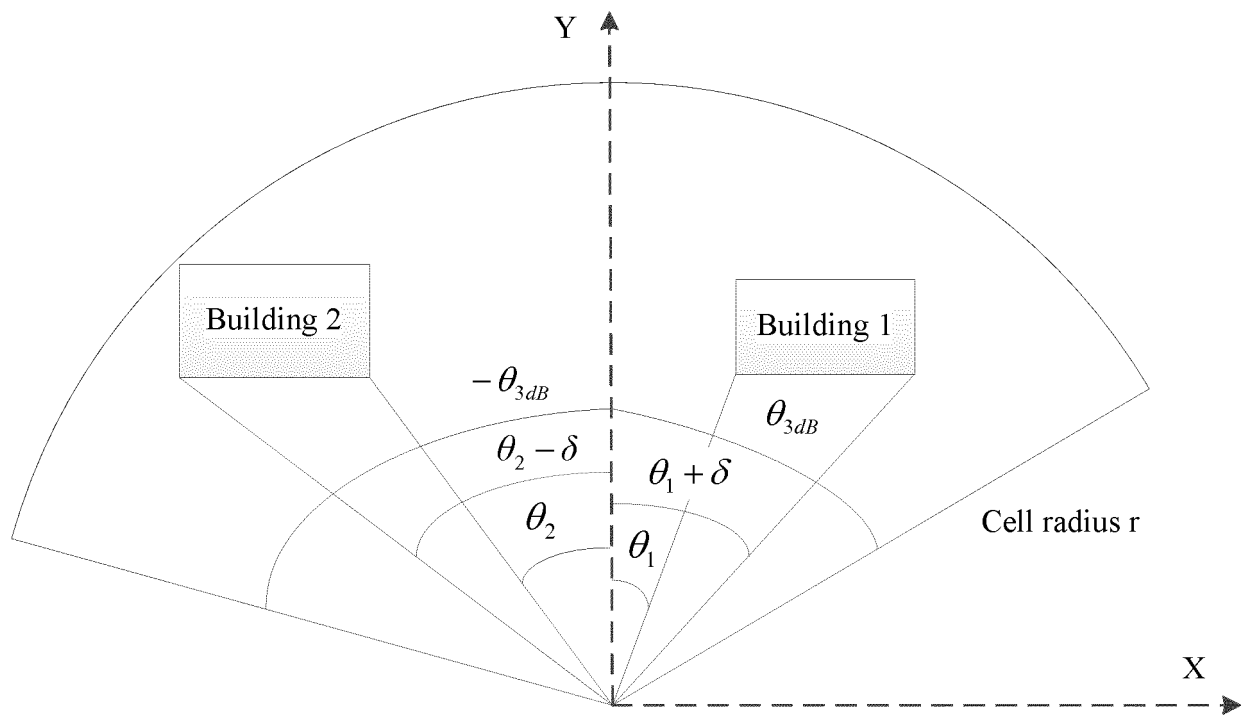 Y
Building 2
Building 1
−θ3dB
θ3dB
θ2 − δ
θ1 + δ
θ2
θ1
Cell radius r
X